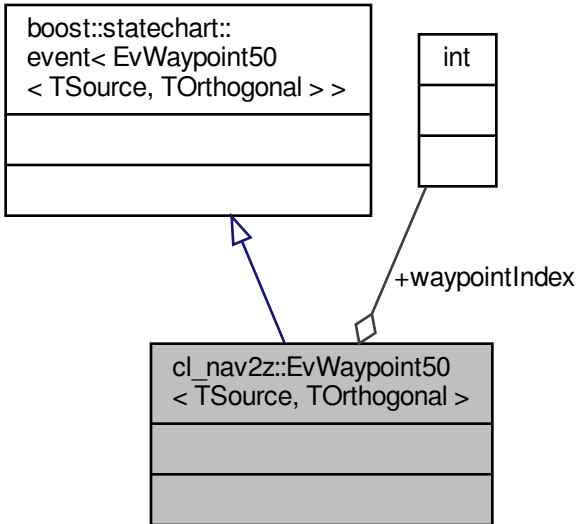 boost::statechart::
event< EvWaypoint50
< TSource, TOrthogonal > >
int
+waypointIndex
cl_nav2z::EvWaypoint50
< TSource, TOrthogonal >